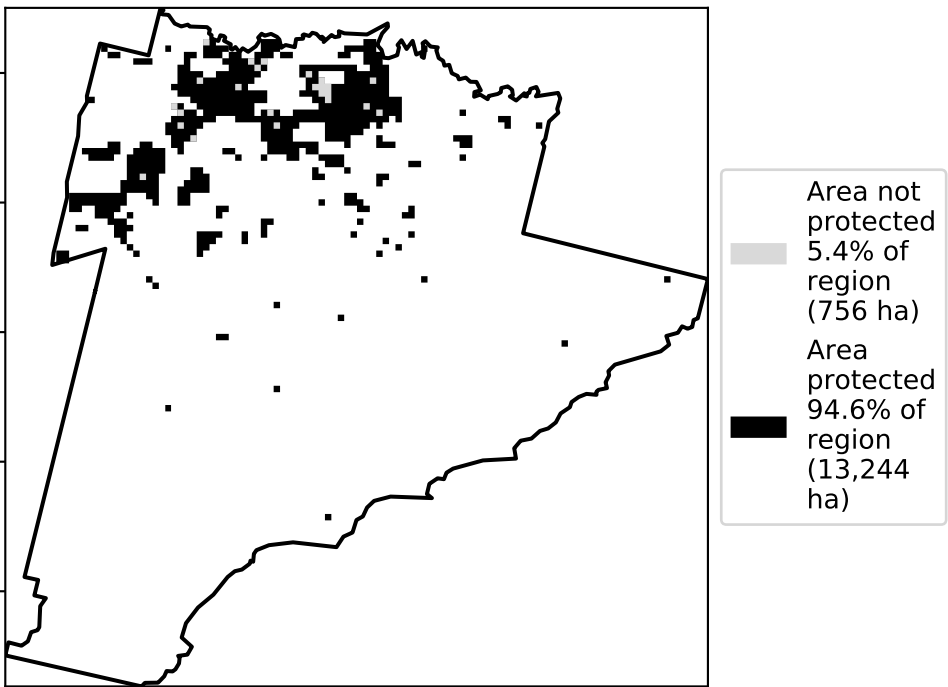 Area not
protected
5.4% of
region
(756 ha)
Area
protected
94.6% of
region
(13,244
ha)